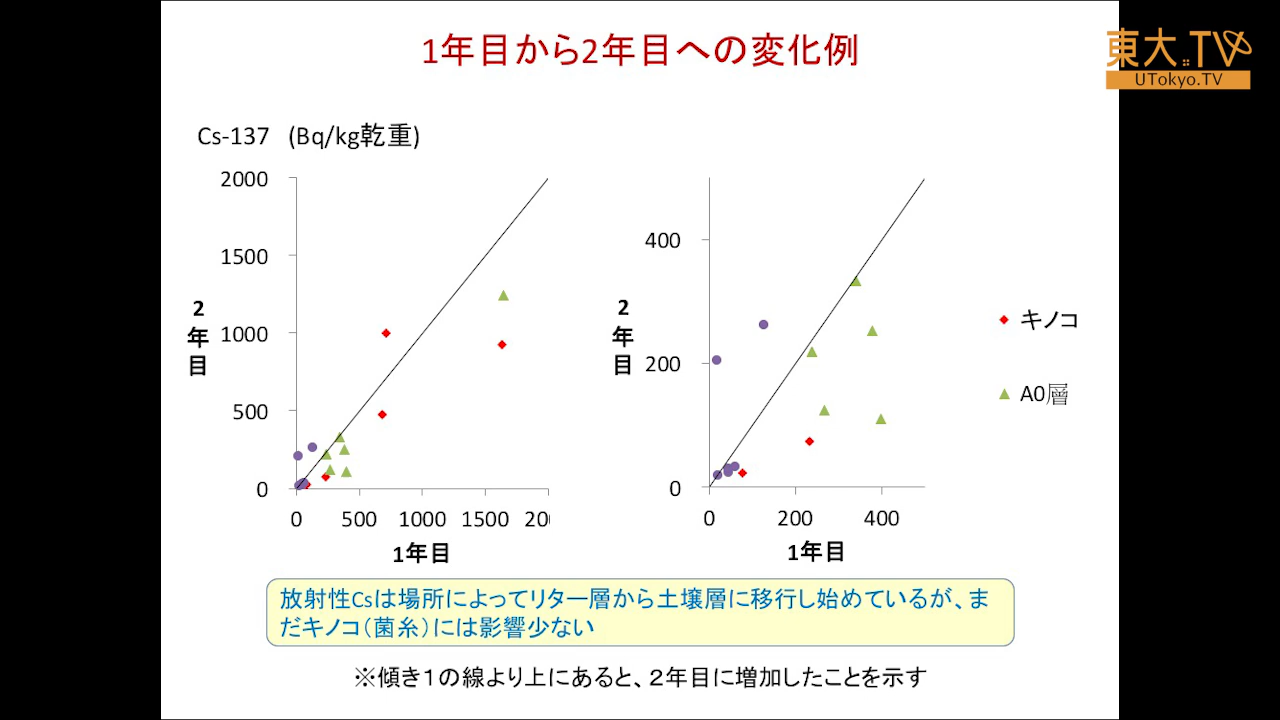 1年目から2年目への変化例
東大.TV
UTokyo.TV
Cs-137 (Bq/kg乾重)
2000
1500
1000
500
0
2年目
0 500 1000 1500 200
1年目
400
200
0
2年目
0 200 400
1年目
キノコ
A0層
放射性Csは場所によってリター層から土壌層に移行し始めているが、ま
だキノコ(菌糸)には影響少ない
※傾き1の線より上にあると、2年目に増加したことを示す